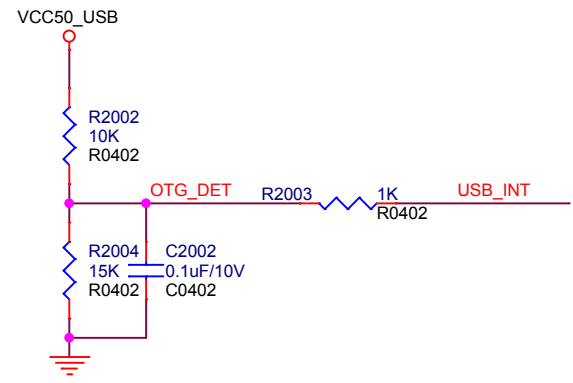 VCC50_USB
R2002
10K
R0402
OTG_DET
R2003
1K
R0402
USB_INT
R2004
15K
R0402
C2002
0.1uF/10V
C0402